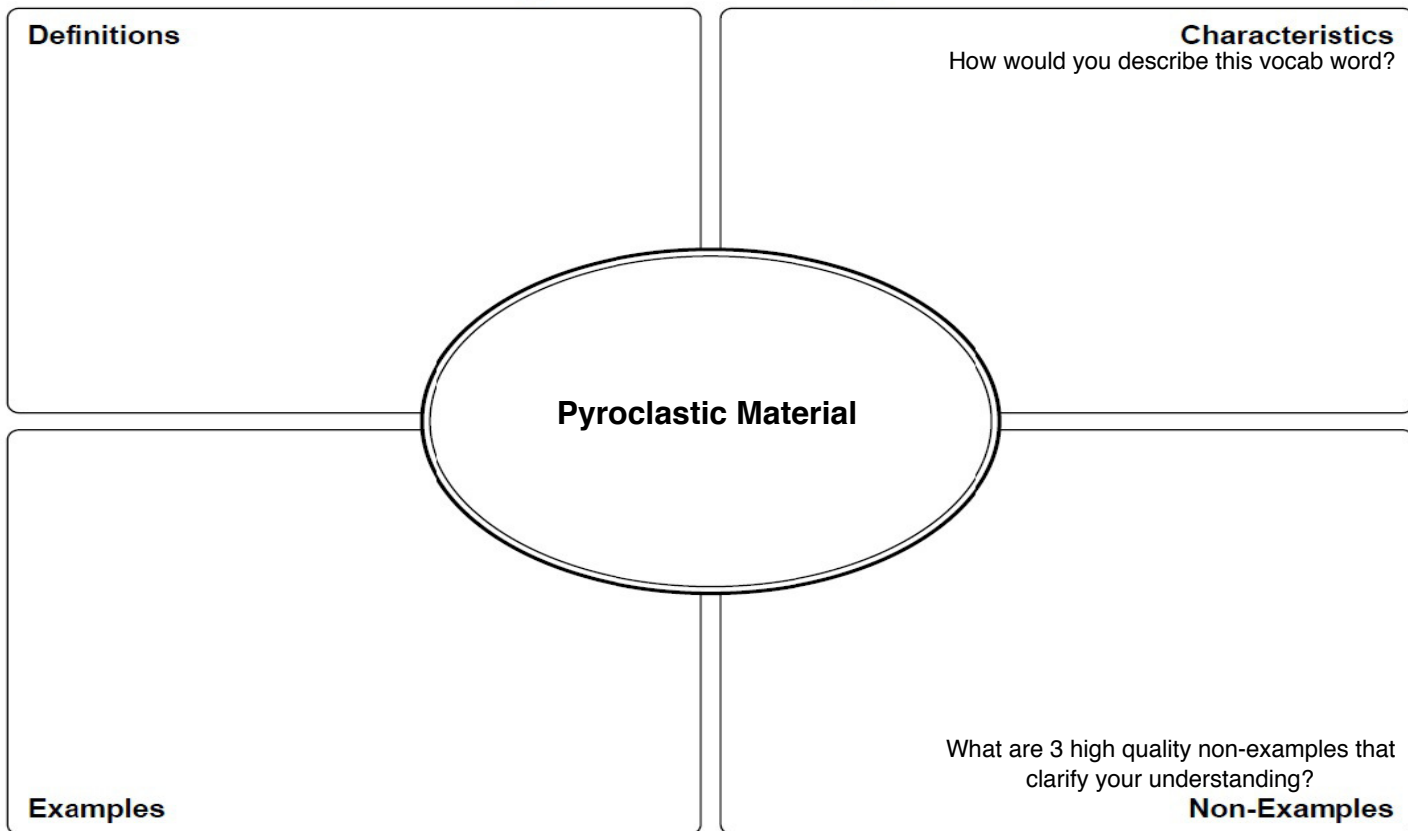 Definitions
Characteristics
How would you describe this vocab word?
Pyroclastic Material
Examples
What are 3 high quality non-examples that
clarify your understanding?
Non-Examples